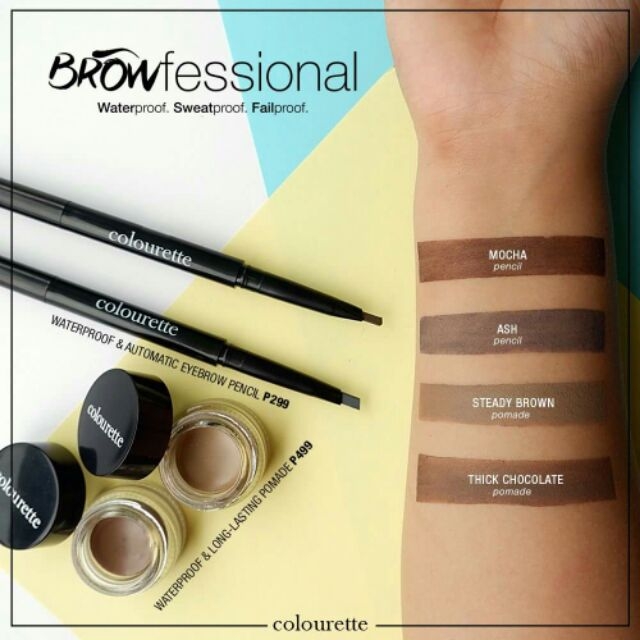 BROWfessional
Waterproof. Sweatproof. Failproof.
colourette
colourette
WATERPROOF & AUTOMATIC EYEBROW PENCIL P299
colourette
colourette
WATERPROOF & LONG-LASTING POMADE P499
MOCHA
pencil
ASH
pencil
STEADY BROWN
pomade
THICK CHOCOLATE
pomade
colourette